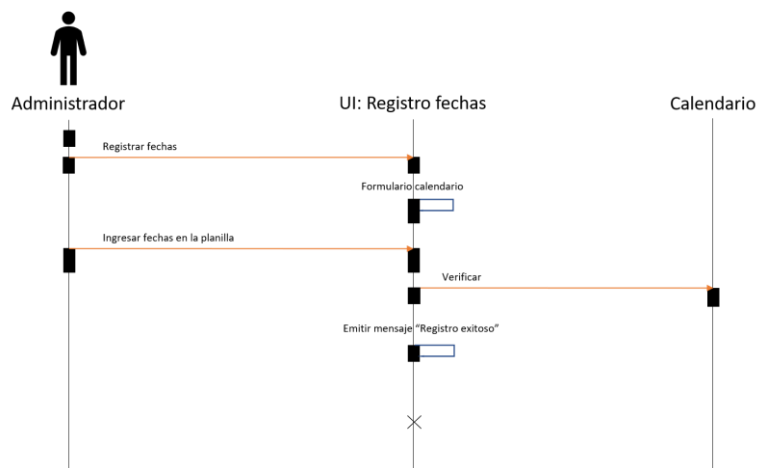 Administrador
UI: Registro fechas
Calendario
Registrar fechas
Formulario calendario
Ingresar fechas en la planilla
Verificar
Emitir mensaje “Registro exitoso”